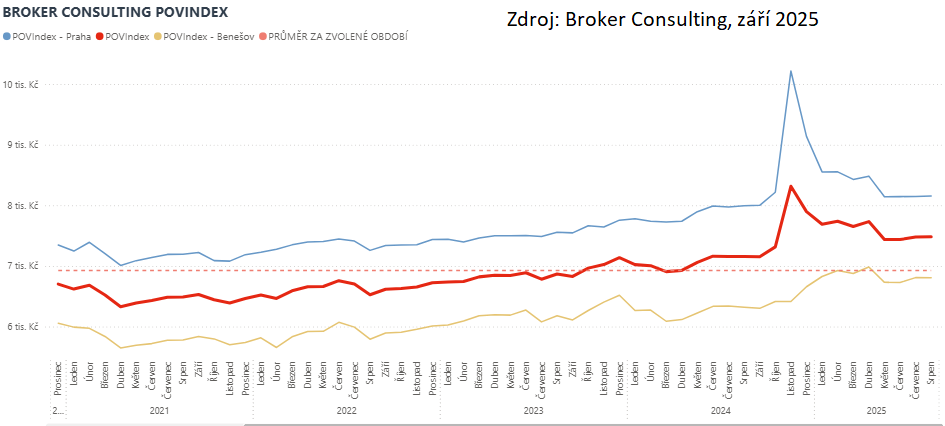 BROKER CONSULTING POVINDEX
Zdroj: Broker Consulting, září 2025
POVIndex - Praha POVIndex POVIndex - Benešov PRŮMĚR ZA ZVOLENÉ OBDOBÍ
10 tis. Kč
9 tis. Kč
8 tis. Kč
7 tis. Kč
6 tis. Kč
Prosinec Leden Únor Březen Duben Květen Červen Červenec Srpen Září Říjen Listopad Prosinec Leden Únor Březen Duben Květen Červen Červenec Srpen Září Říjen Listopad Prosinec Leden Únor Březen Duben Květen Červen Červenec Srpen Září Říjen Listopad Prosinec Leden Únor Březen Duben Květen Červen Červenec Srpen Září Říjen Listopad Prosinec Leden Únor Březen Duben Květen Červenec Srpen
2... 2021 2022 2023 2024 2025